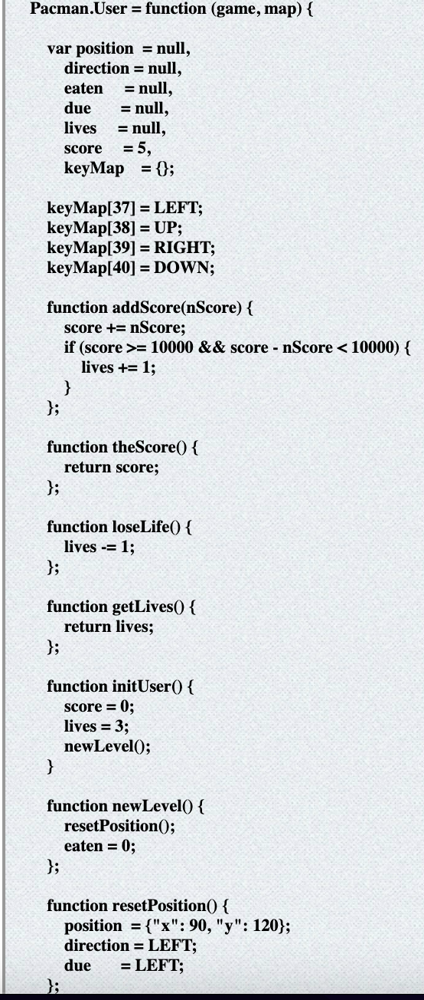 Pacman.User = function (game, map) {
var position = null,
direction = null,
eaten = null,
due = null,
lives = null,
score = 5,
keyMap = {};
keyMap[37] = LEFT;
keyMap[38] = UP;
keyMap[39] = RIGHT;
keyMap[40] = DOWN;
function addScore(nScore) {
score += nScore;
if (score >= 10000 && score - nScore < 10000) {
lives += 1;
}
};
function theScore() {
return score;
};
function loseLife() {
lives -= 1;
};
function getLives() {
return lives;
};
function initUser() {
score = 0;
lives = 3;
newLevel();
}
function newLevel() {
resetPosition();
eaten = 0;
};
function resetPosition() {
position = {"x": 90, "y": 120};
direction = LEFT;
due = LEFT;
};